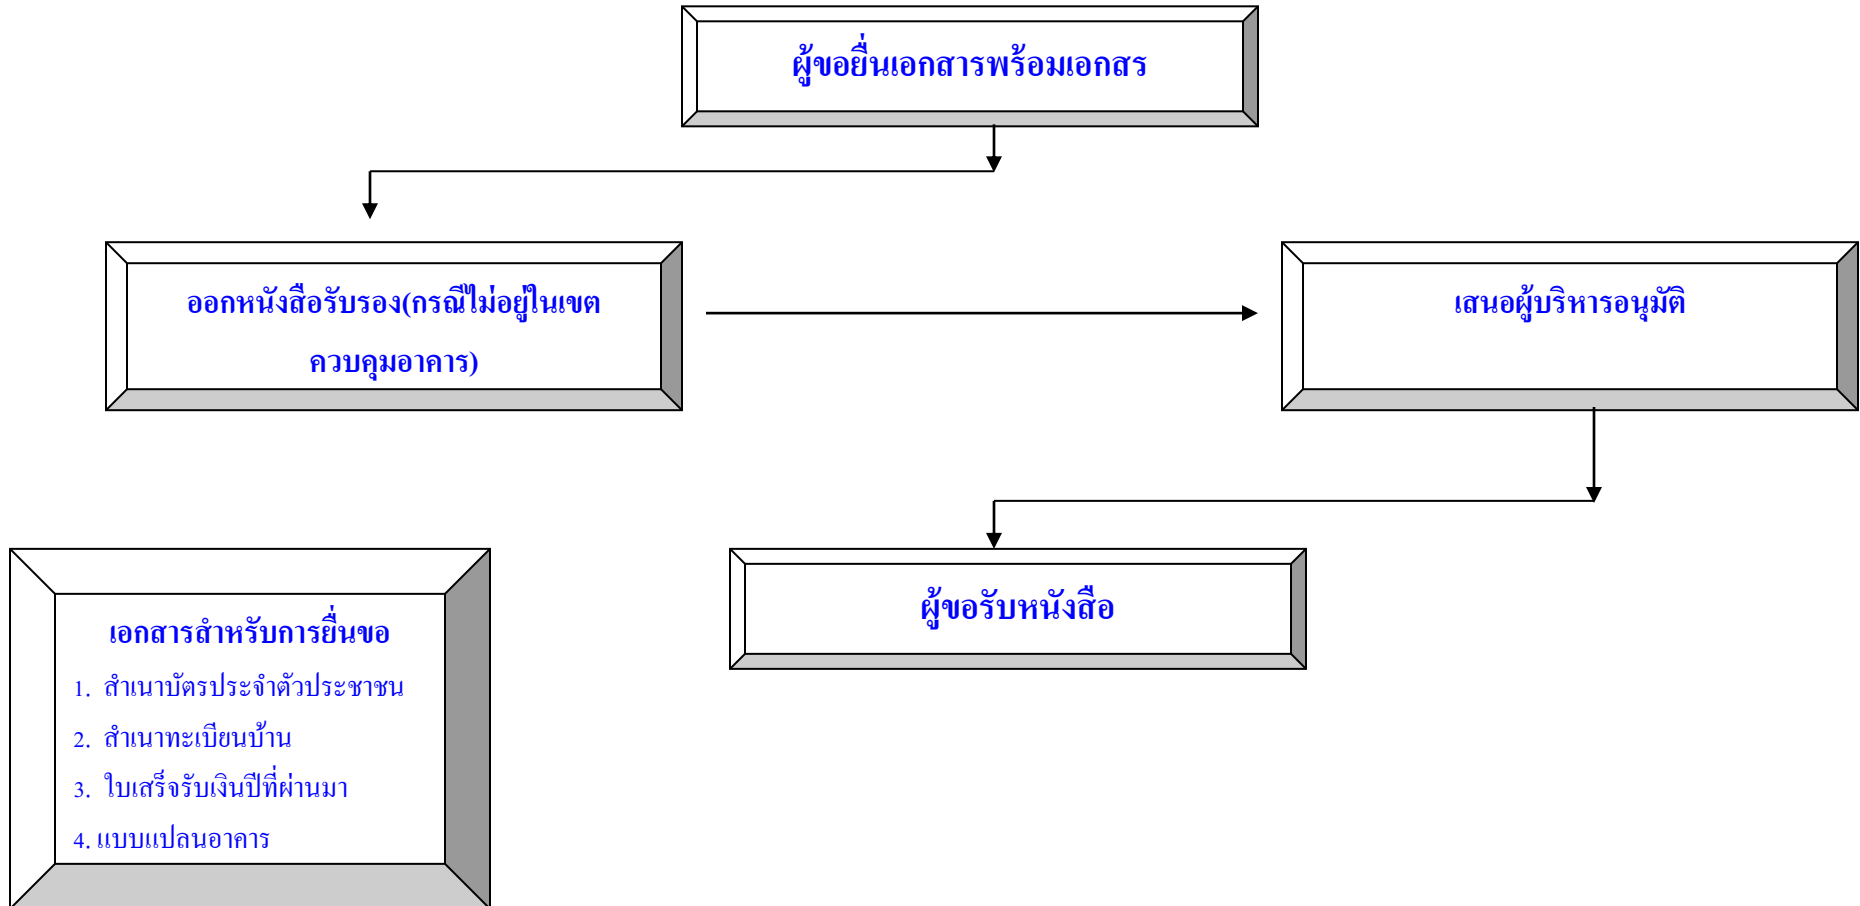 ผู้ขอยื่นเอกสารพร้อมเอกสร
ออกหนังสือรับรอง(กรณีไม่อยู่ในเขต
ควบคุมอาคาร)
เสนอผู้บริหารอนุมัติ
ผู้ขอรับหนังสือ
เอกสารสำหรับการยื่นขอ
1. สำเนาบัตรประจำตัวประชาชน
2. สำเนาทะเบียนบ้าน
3. ใบเสร็จรับเงินปีที่ผ่านมา
4. แบบแปลนอาคาร